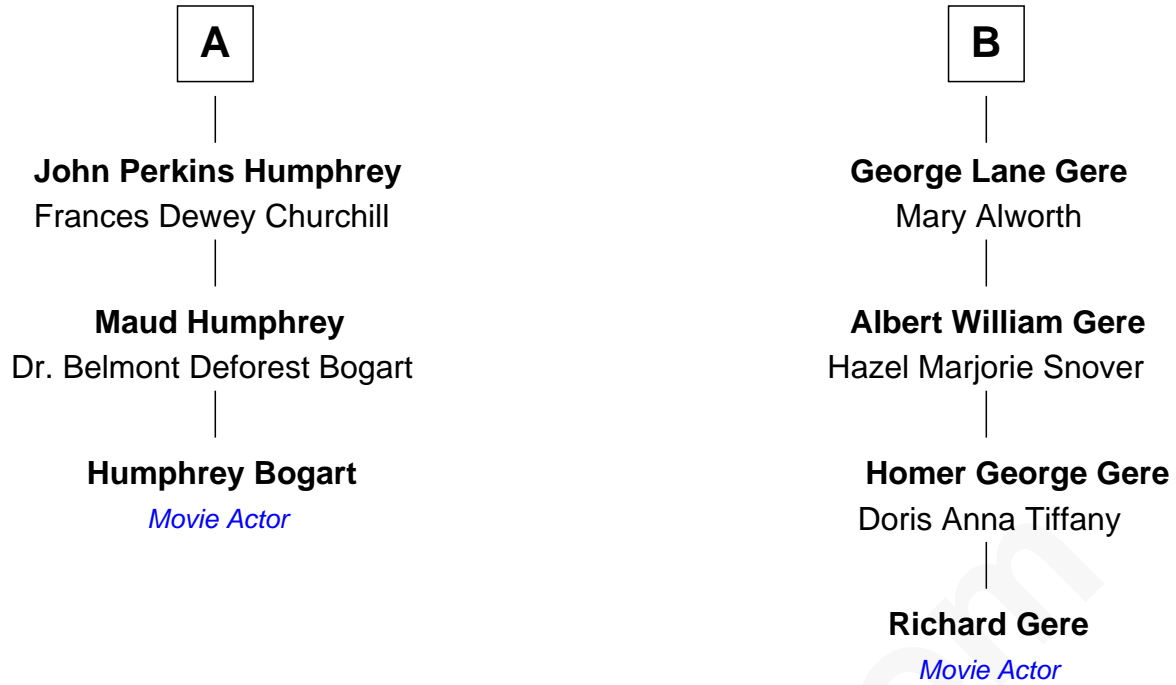 A
John Perkins Humphrey
Frances Dewey Churchill
Maud Humphrey
Dr. Belmont Deforest Bogart
Humphrey Bogart
Movie Actor
B
George Lane Gere
Mary Alworth
Albert William Gere
Hazel Marjorie Snover
Homer George Gere
Doris Anna Tiffany
Richard Gere
Movie Actor
om